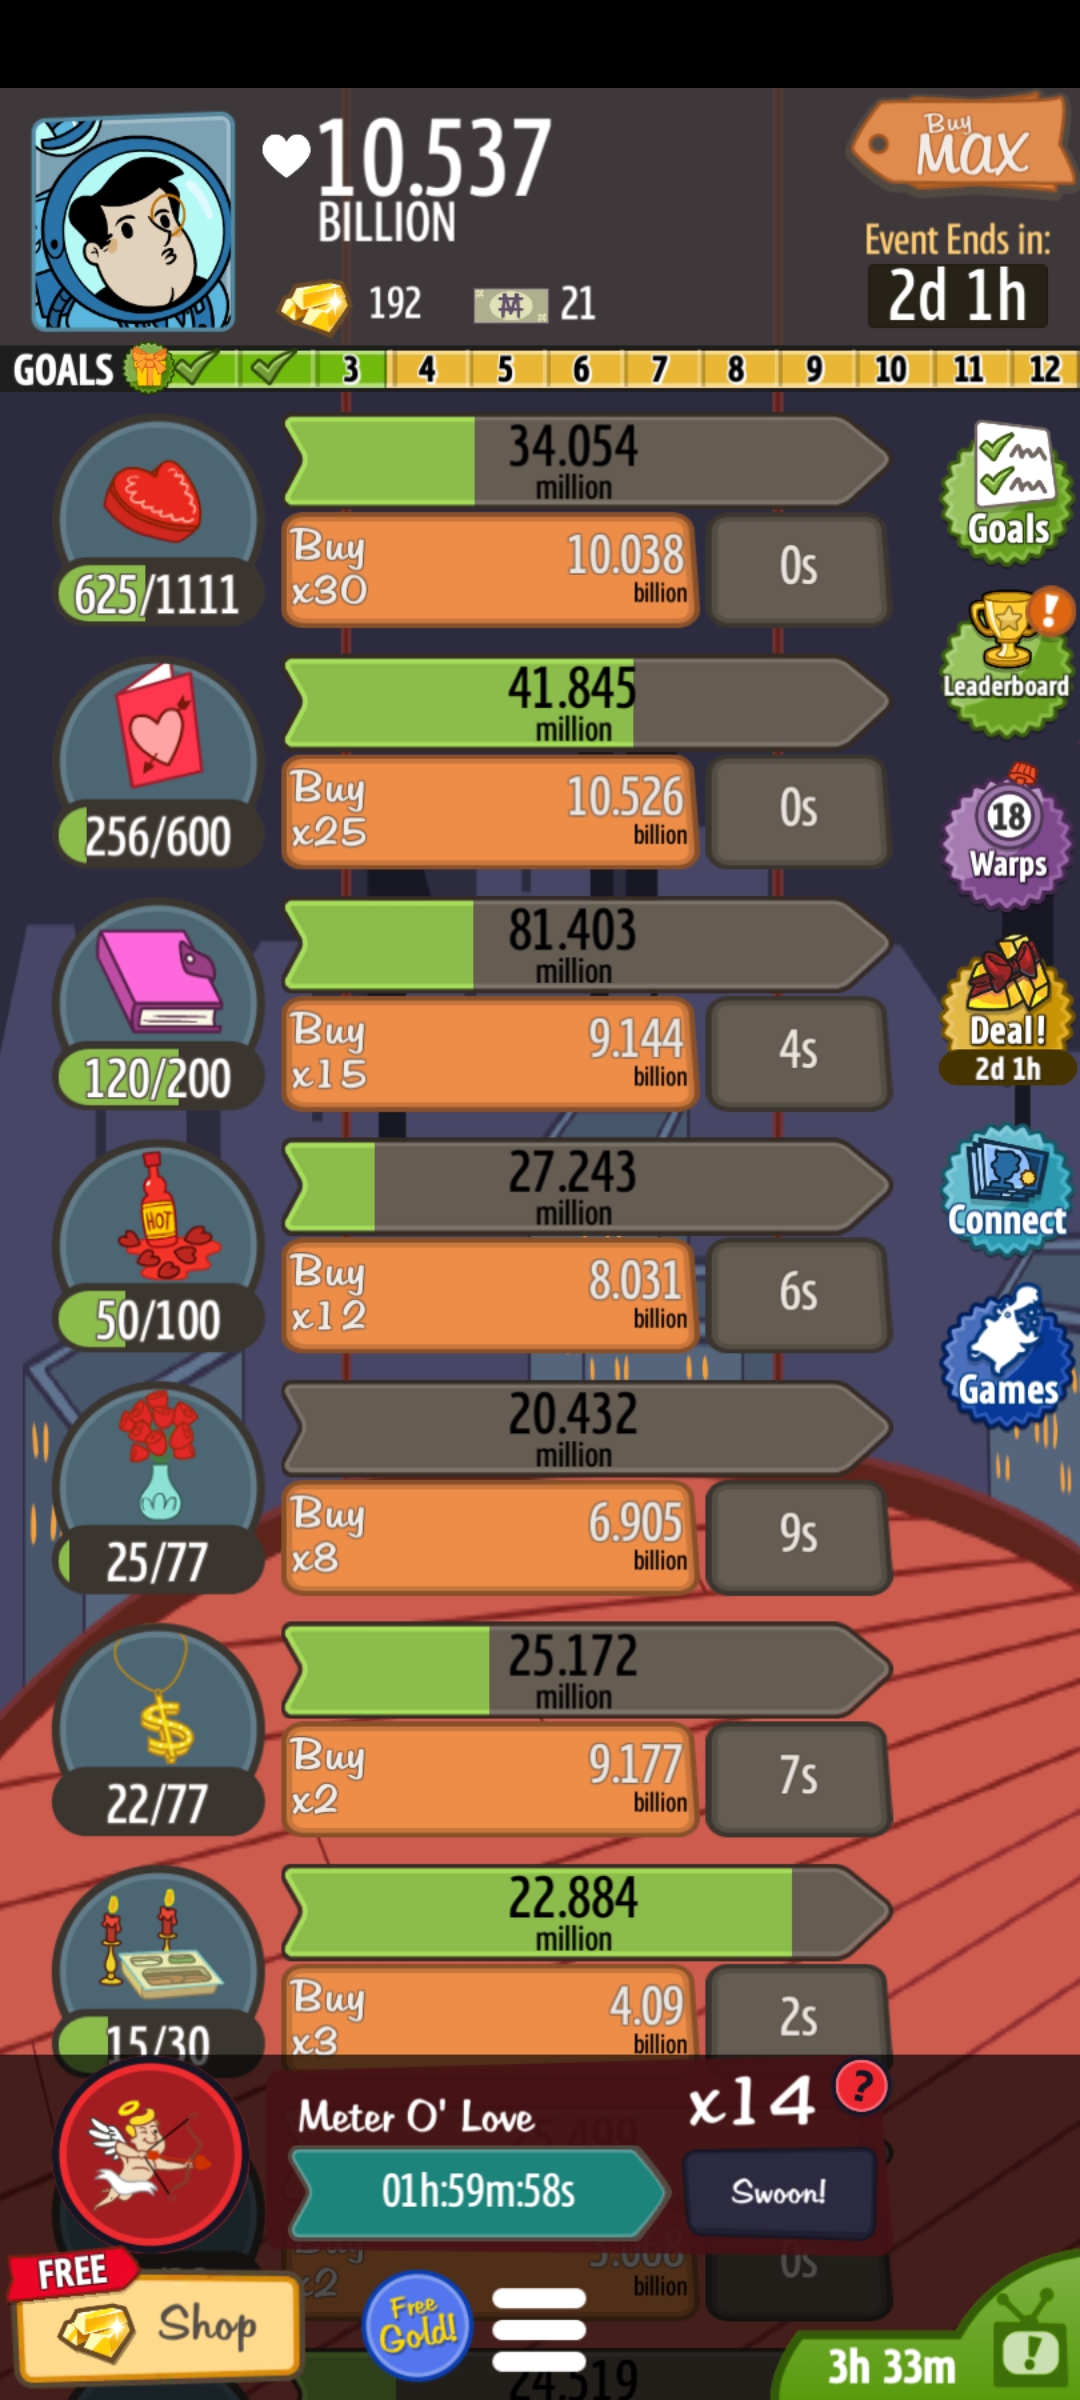 10.537
BILLION
192
21
Buy
MAX
Event Ends in:
2d 1h
GOALS
3 4 5 6 7 8 9 10 11 12
34.054
million
625/1111
Buy
x30
10.038
billion
0s
Goals
41.845
million
256/600
Buy
x25
10.526
billion
0s
!
Leaderboard
18
Warps
81.403
million
120/200
Buy
x15
9.144
billion
4s
Deal!
2d 1h
HOT
27.243
million
50/100
Buy
x12
8.031
billion
6s
Connect
20.432
million
25/77
Buy
x8
6.905
billion
9s
Games
25.172
million
22/77
Buy
x2
9.177
billion
7s
22.884
million
15/30
Buy
x3
4.09
billion
2s
Meter O' Love
x14
?
01h:59m:58s
Swoon!
Buy
x2
billion
0s
FREE
Shop
Free
Gold!
3h 33m
!
24.519